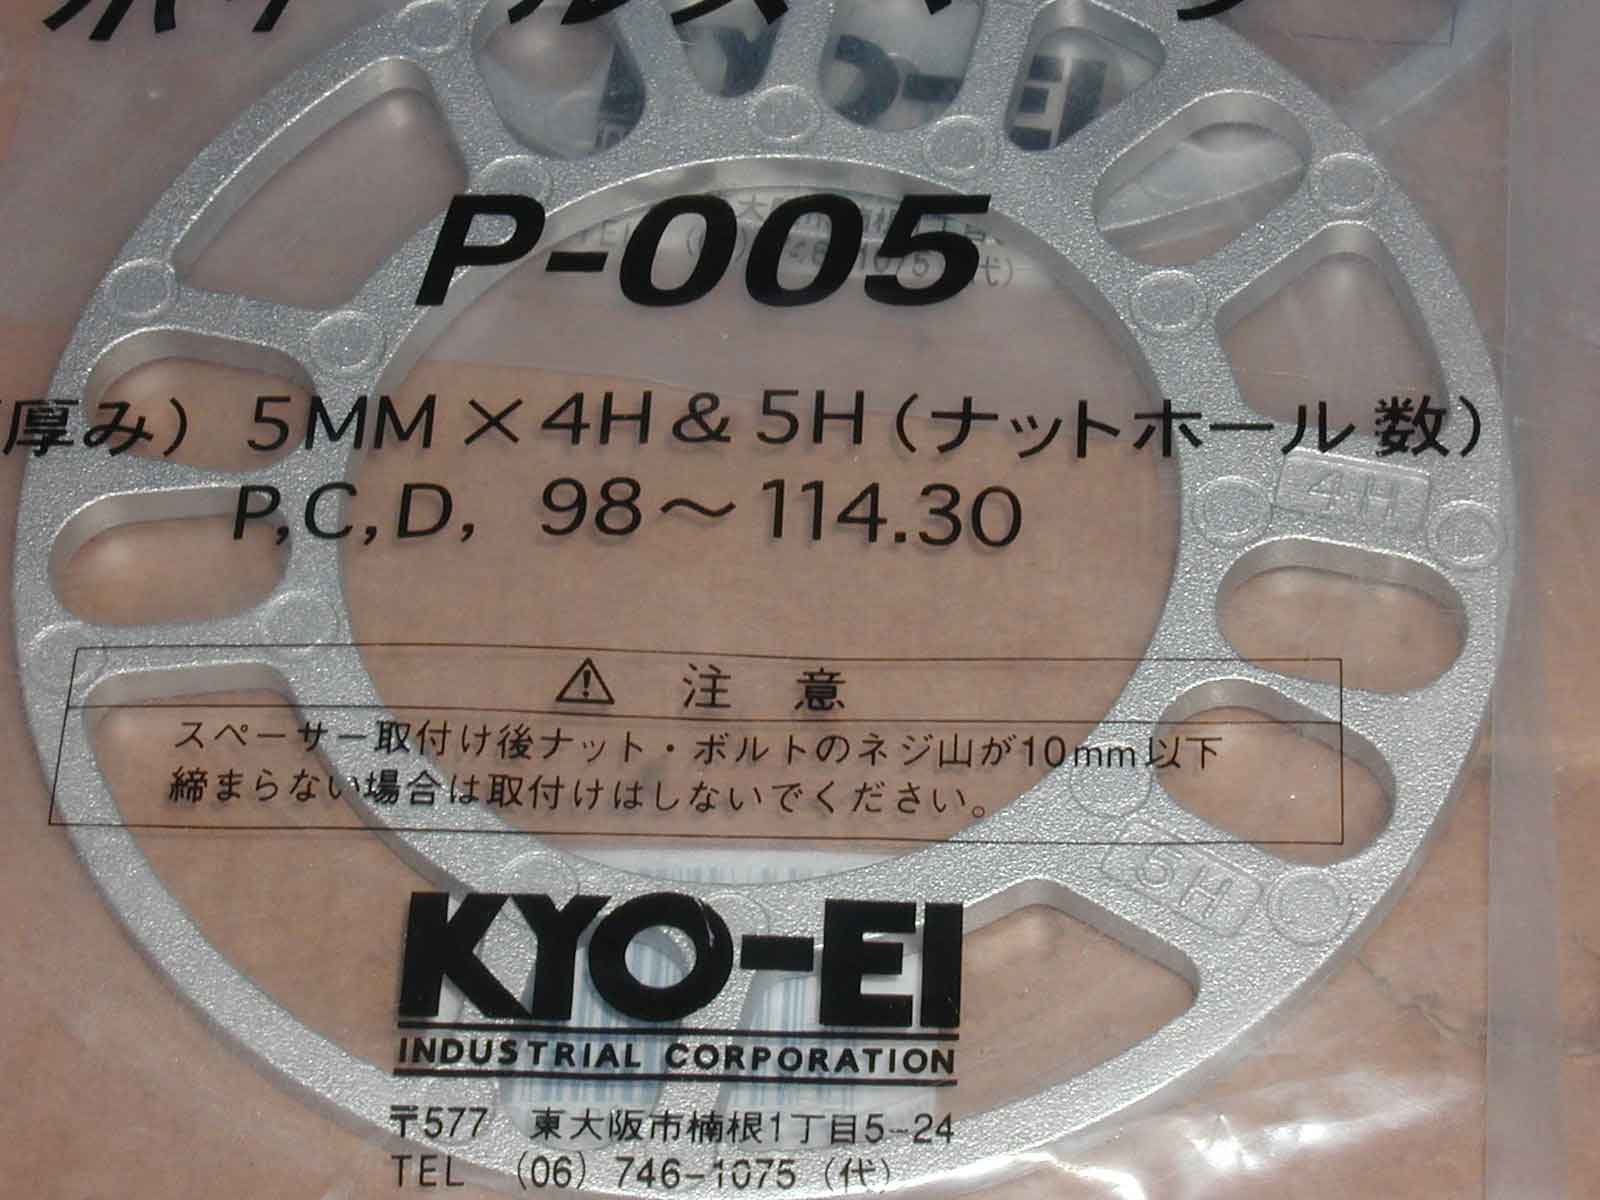 P-005
厚み) 5MM×4H&5H(ナットホール数)
P,C,D, 98〜114.30
4H
注 意
スペーサー取付け後ナット・ボルトのネジ山が10mm以下
締まらない場合は取付けはしないでください。
5H
KYO-EI
INDUSTRIAL CORPORATION
〒577 東大阪市楠根1丁目5-24
TEL (06) 746-1075 (代)